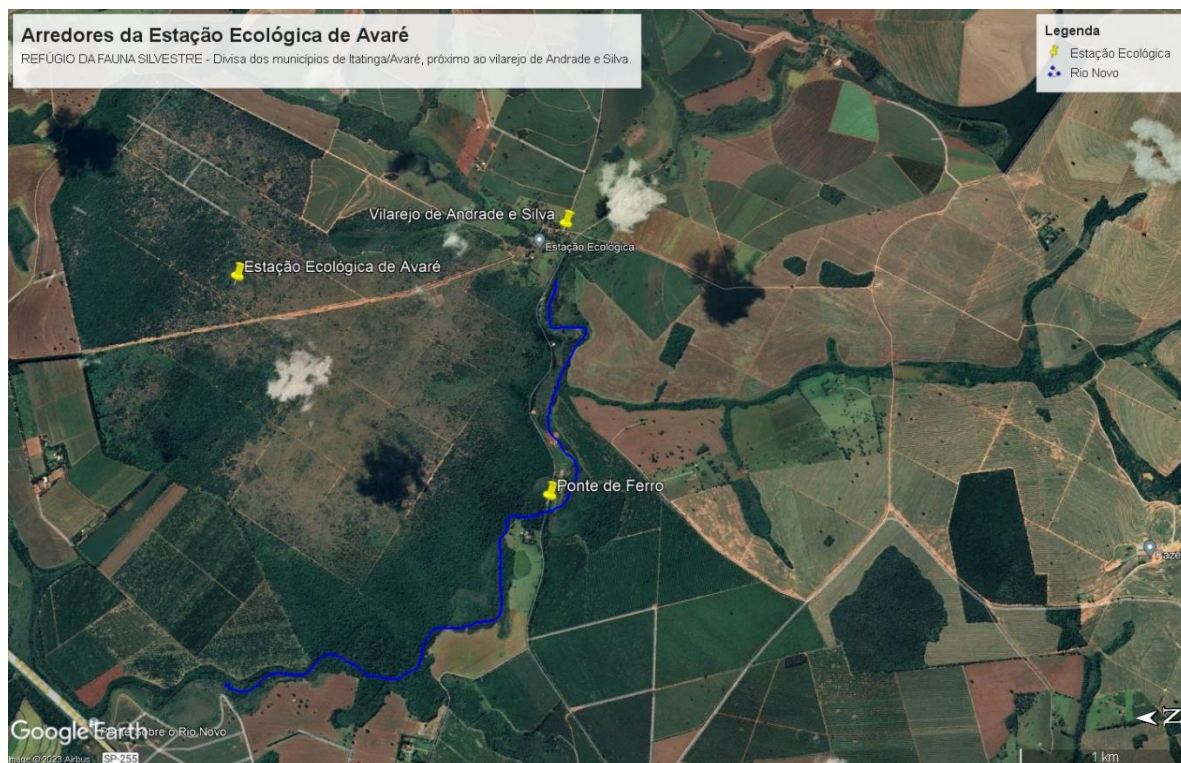 Arredores da Estação Ecológica de Avaré
REFÚGIO DA FAUNA SILVESTRE - Divisa dos municípios de Itatinga/Avaré, próximo ao vilarejo de Andrade e Silva.
Legenda
Estação Ecológica
Rio Novo
Vilarejo de Andrade e Silva
Estação Ecológica
Estação Ecológica de Avaré
Ponte de Ferro
Faze
Google Earth
sobre o Rio Novo
Image © 2023 Airbus
SP-255
N
1 km